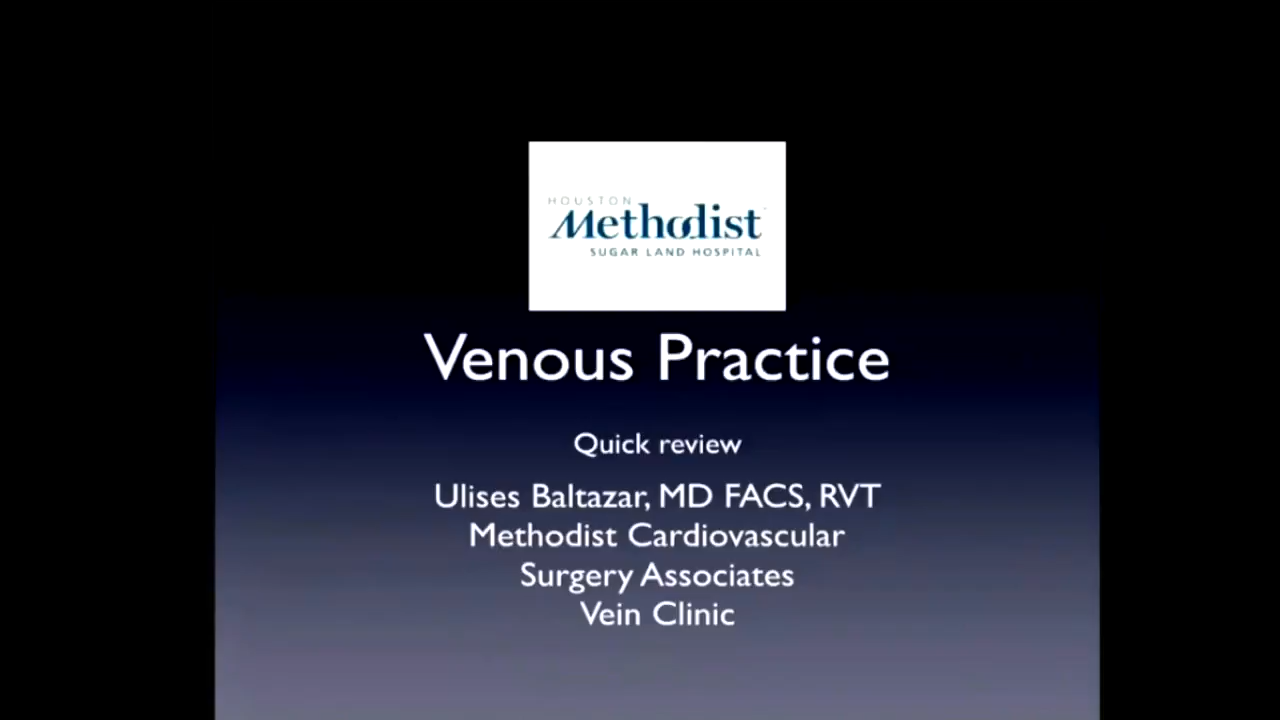 HOUSTON
Methodist
SUGAR LAND HOSPITAL
Venous Practice
Quick review
Ulises Baltazar, MD FACS, RVT
Methodist Cardiovascular
Surgery Associates
Vein Clinic